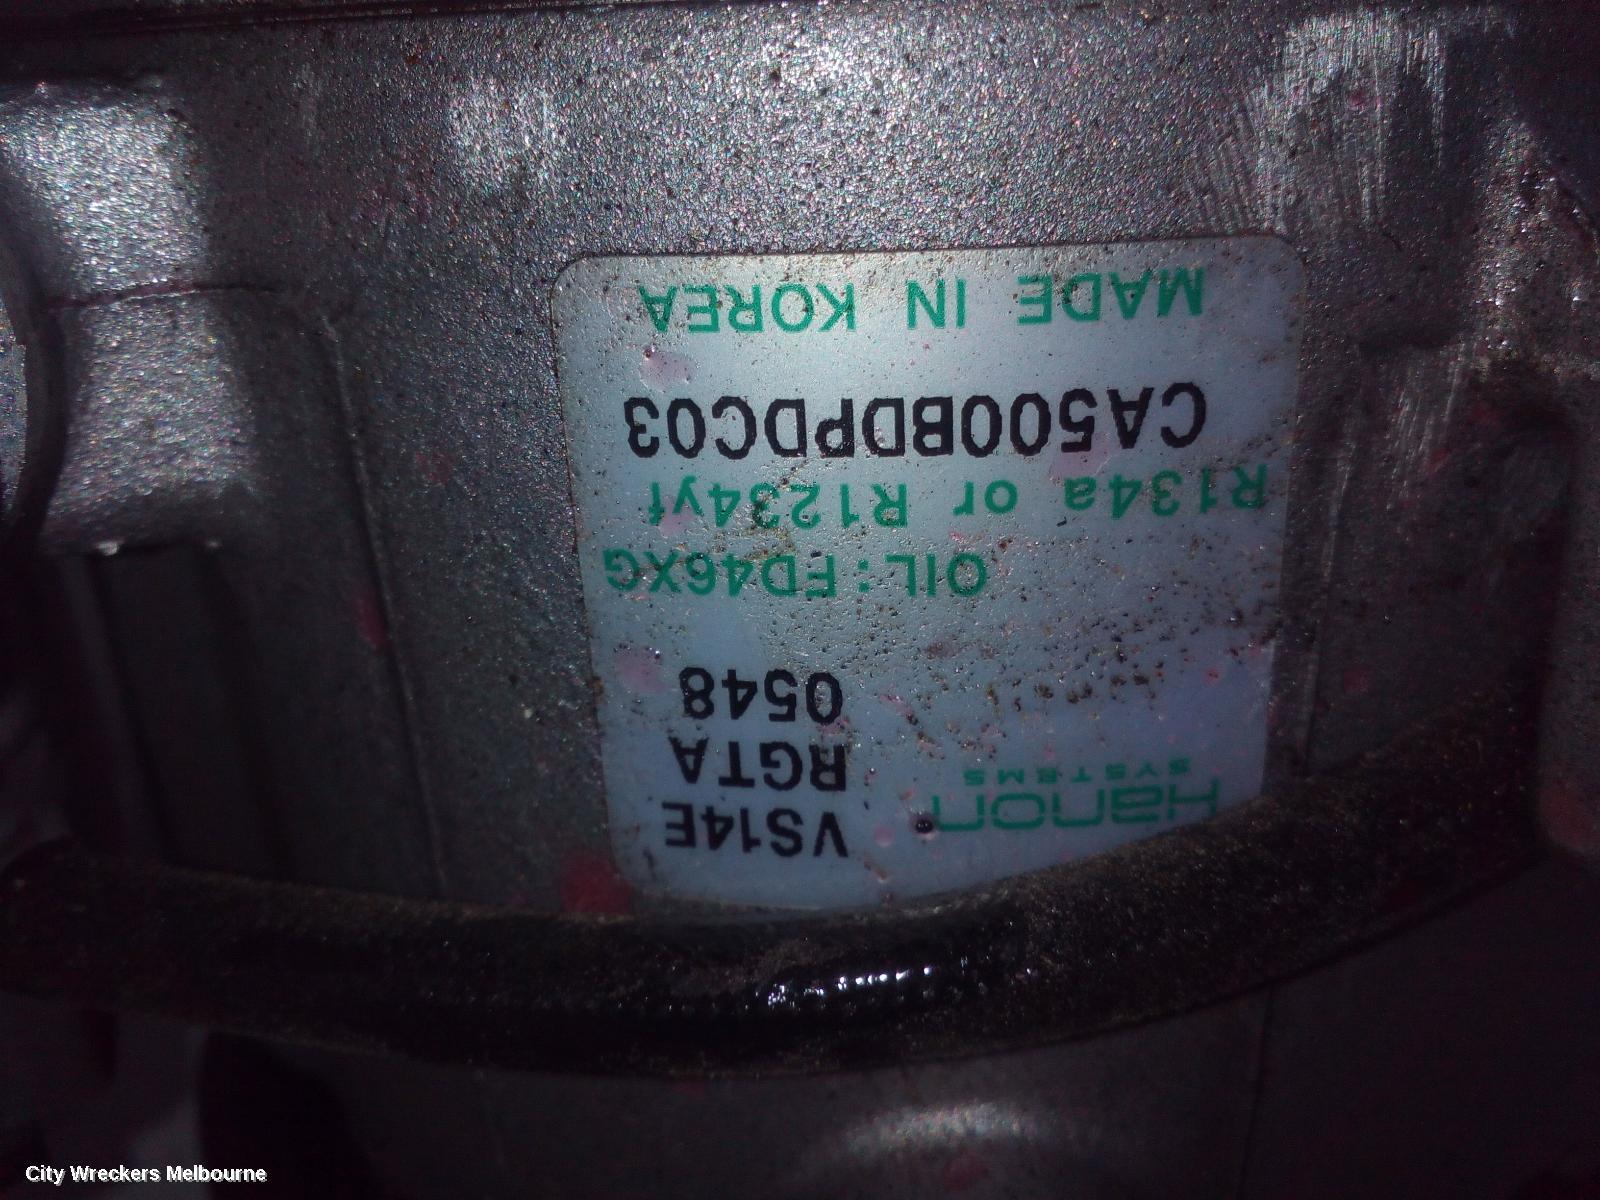 Hanon
SYSTEMS
VS14E
RGTA
0548
OIL:FD46XG
R134a or R1234yf
CA500BDPDC03
MADE IN KOREA
City Wreckers Melbourne